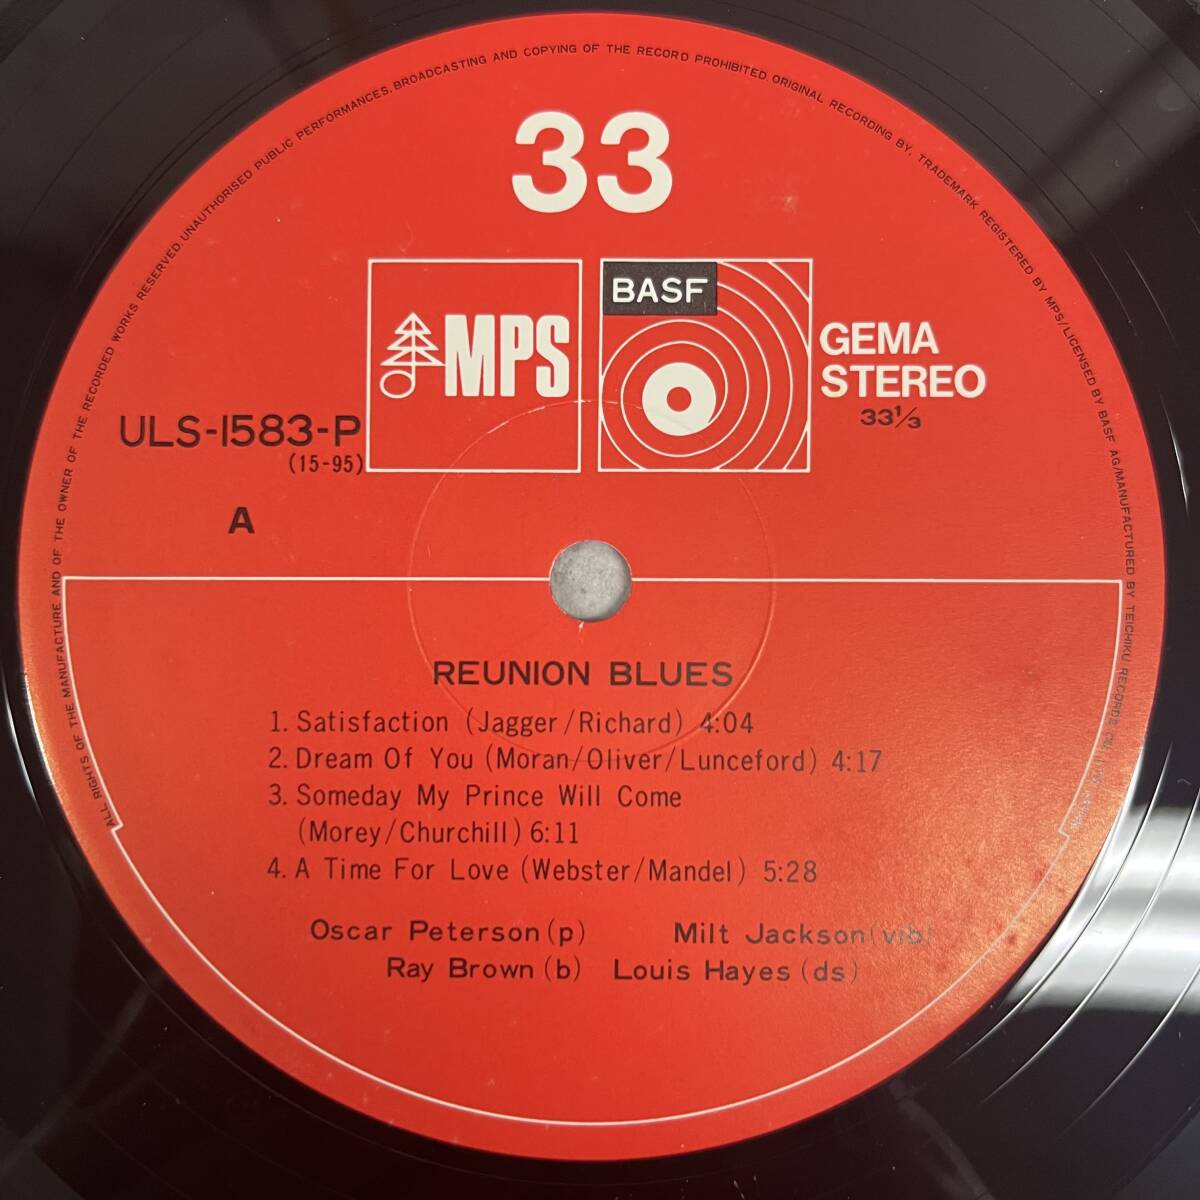 ALL RIGHTS OF THE MANUFACTURE AND OF THE OWNER OF THE RECORDED WORKS RESERVED. UNAUTHORISED PUBLIC PERFORMANCES. BROADCASTING AND COPYING OF THE RECORD PROHIBITED. ORIGINAL RECORDING BY. TRADEMARK REGISTERED BY MPS/LICENSED BY BASF AG/MANUFACTURED BY TEICHIKU RECORDS
33
MPS
BASF
GEMA
STEREO
33⅓
ULS-1583-P
(15-95)
A
REUNION BLUES
1. Satisfaction (Jagger/Richard) 4:04
2. Dream Of You (Moran/Oliver/Lunceford) 4:17
3. Someday My Prince Will Come
(Morey/Churchill) 6:11
4. A Time For Love (Webster/Mandel) 5:28
Oscar Peterson (p) Milt Jackson (vib)
Ray Brown (b) Louis Hayes (ds)